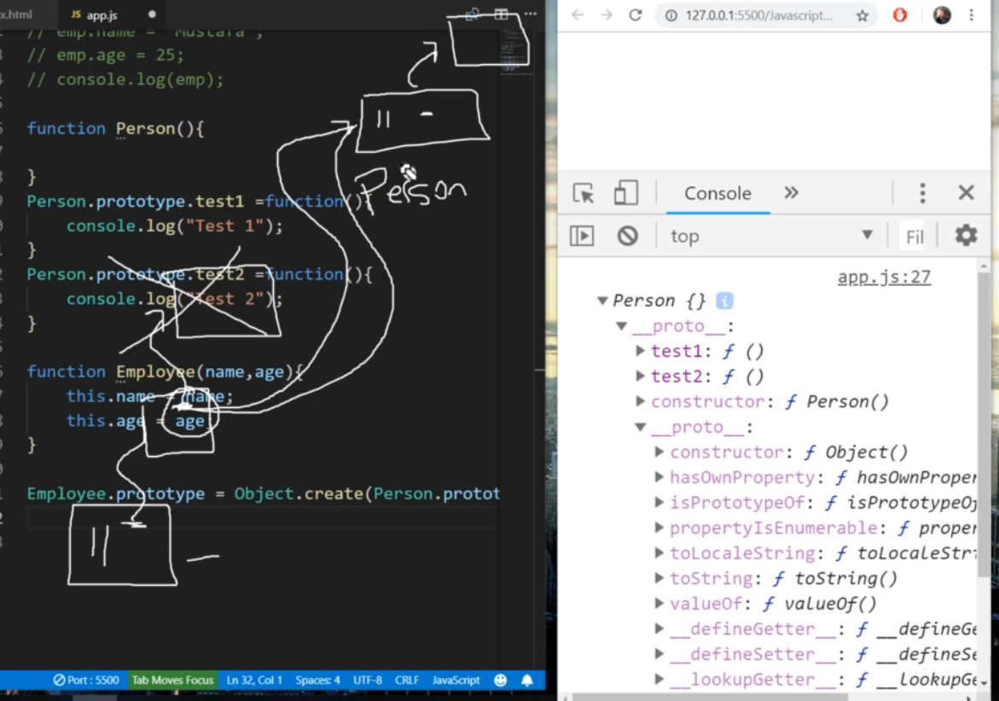 x.html
JS app.js
// emp.name = "Mustafa";
// emp.age = 25;
// console.log(emp);
function Person(){
}
Person.prototype.test1 =function(){
console.log("Test 1");
}
Person.prototype.test2 =function(){
console.log("Test 2");
}
function Employee(name,age){
this.name = name;
this.age = age;
}
Employee.prototype = Object.create(Person.protot
Person
Port : 5500 Tab Moves Focus Ln 32, Col 1 Spaces: 4 UTF-8 CRLF JavaScript
127.0.0.1:5500/Javascript...
Console
top
Fil
app.js:27
Person {}
__proto__:
test1: ƒ ()
test2: ƒ ()
constructor: ƒ Person()
__proto__:
constructor: ƒ Object()
hasOwnProperty: ƒ hasOwnProper
isPrototypeOf: ƒ isPrototypeOf
propertyIsEnumerable: ƒ proper
toLocaleString: ƒ toLocaleStr
toString: ƒ toString()
valueOf: ƒ valueOf()
__defineGetter__: ƒ __defineGe
__defineSetter__: ƒ __defineSe
__lookupGetter__: ƒ __lookupGe